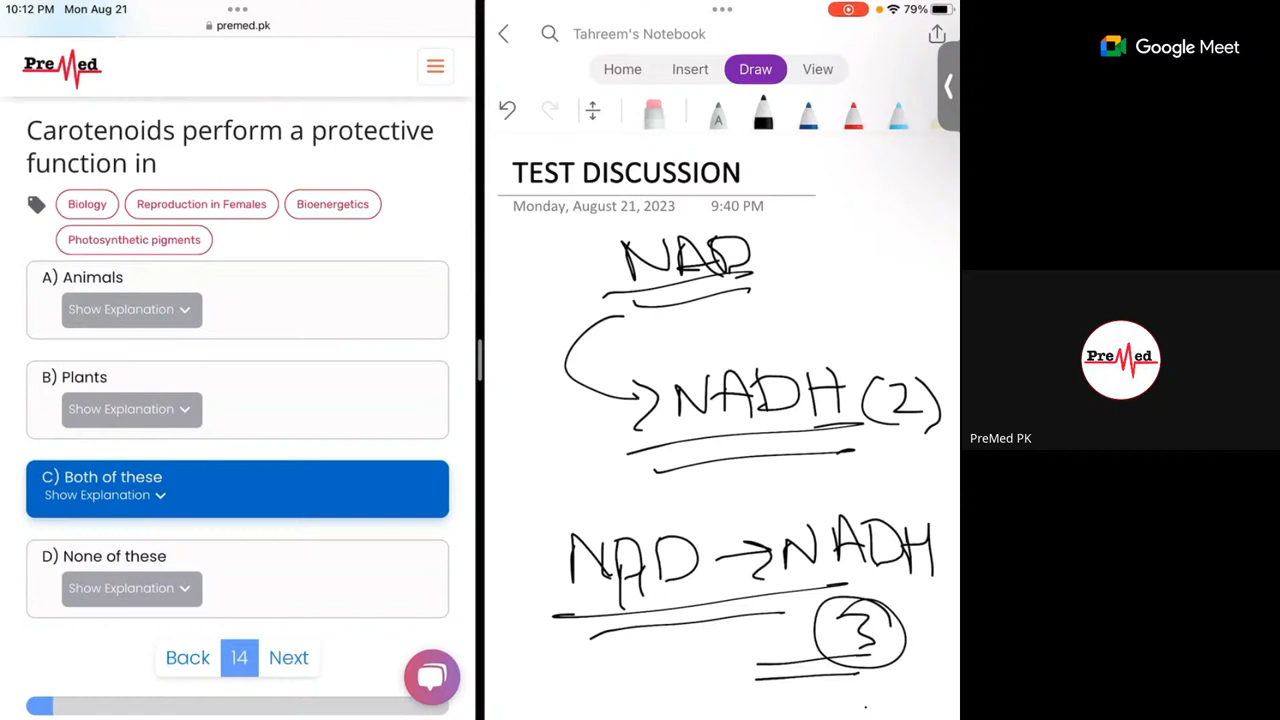 10:12 PM Mon Aug 21
premed.pk
PreMed
Carotenoids perform a protective
function in
Biology
Reproduction in Females
Bioenergetics
Photosynthetic pigments
A) Animals
Show Explanation
B) Plants
Show Explanation
C) Both of these
Show Explanation
D) None of these
Show Explanation
Back 14 Next
79%
Tahreem's Notebook
Home Insert Draw View
A
TEST DISCUSSION
Monday, August 21, 2023 9:40 PM
NAD
NADH (2)
NAD → NADH
3
Google Meet
PreMed
PreMed PK